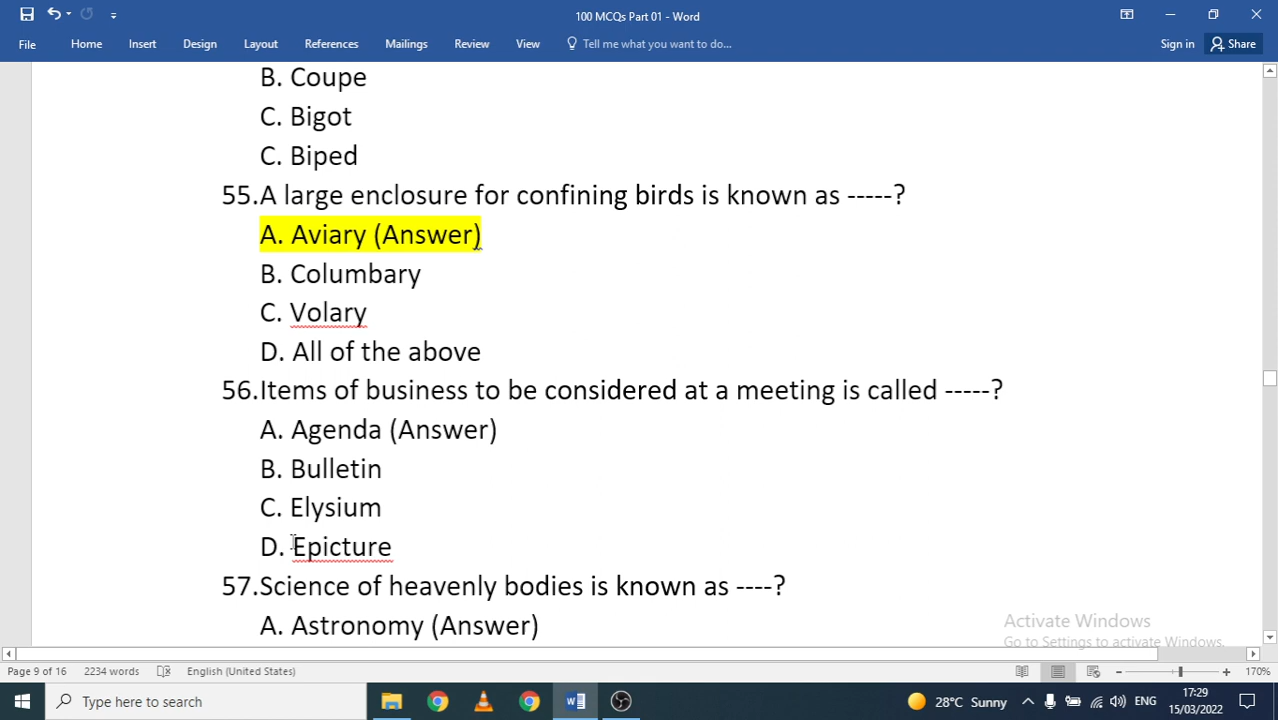 100 MCQs Part 01 - Word
File Home Insert Design Layout References Mailings Review View Tell me what you want to do... Sign in Share
B. Coupe
C. Bigot
C. Biped
55.A large enclosure for confining birds is known as -----?
A. Aviary (Answer)
B. Columbary
C. Volary
D. All of the above
56.Items of business to be considered at a meeting is called -----?
A. Agenda (Answer)
B. Bulletin
C. Elysium
D. Epicture
57.Science of heavenly bodies is known as ----?
A. Astronomy (Answer)
Activate Windows
Go to Settings to activate Windows.
Page 9 of 16 2234 words English (United States) 170%
Type here to search
28°C Sunny ENG
17:29
15/03/2022